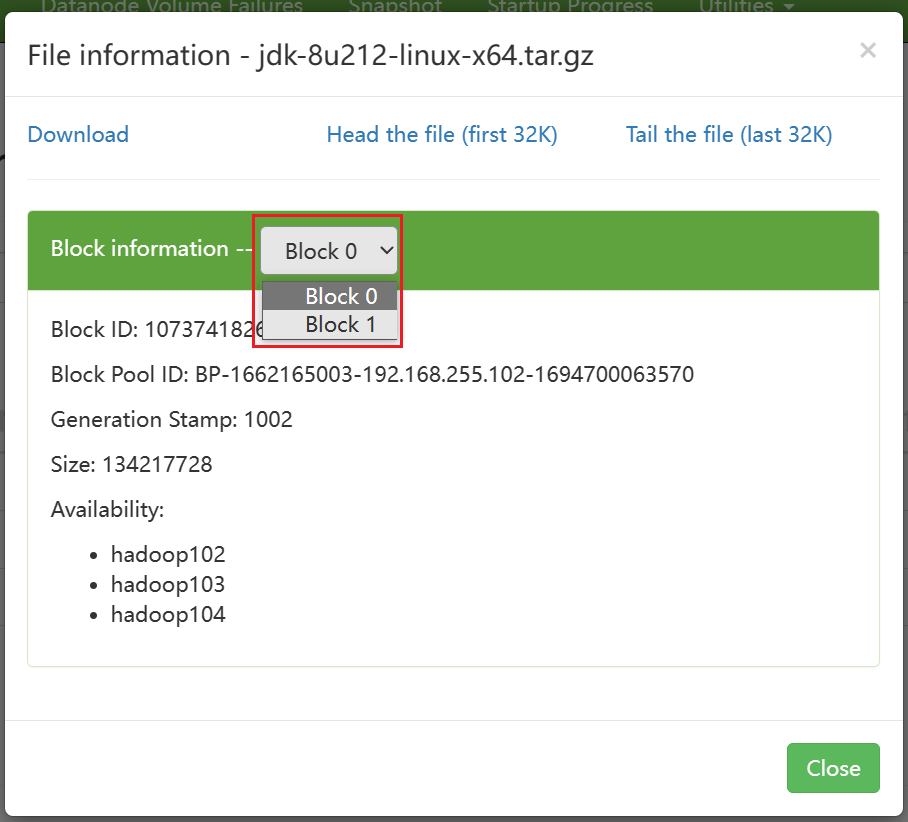 Datanode Volume Failures Snapshot Startup Progress Utilities
File information - jdk-8u212-linux-x64.tar.gz
×
Download Head the file (first 32K) Tail the file (last 32K)
Block information -- Block 0
Block 0
Block 1
Block ID: 1073741826
Block Pool ID: BP-1662165003-192.168.255.102-1694700063570
Generation Stamp: 1002
Size: 134217728
Availability:
• hadoop102
• hadoop103
• hadoop104
Close